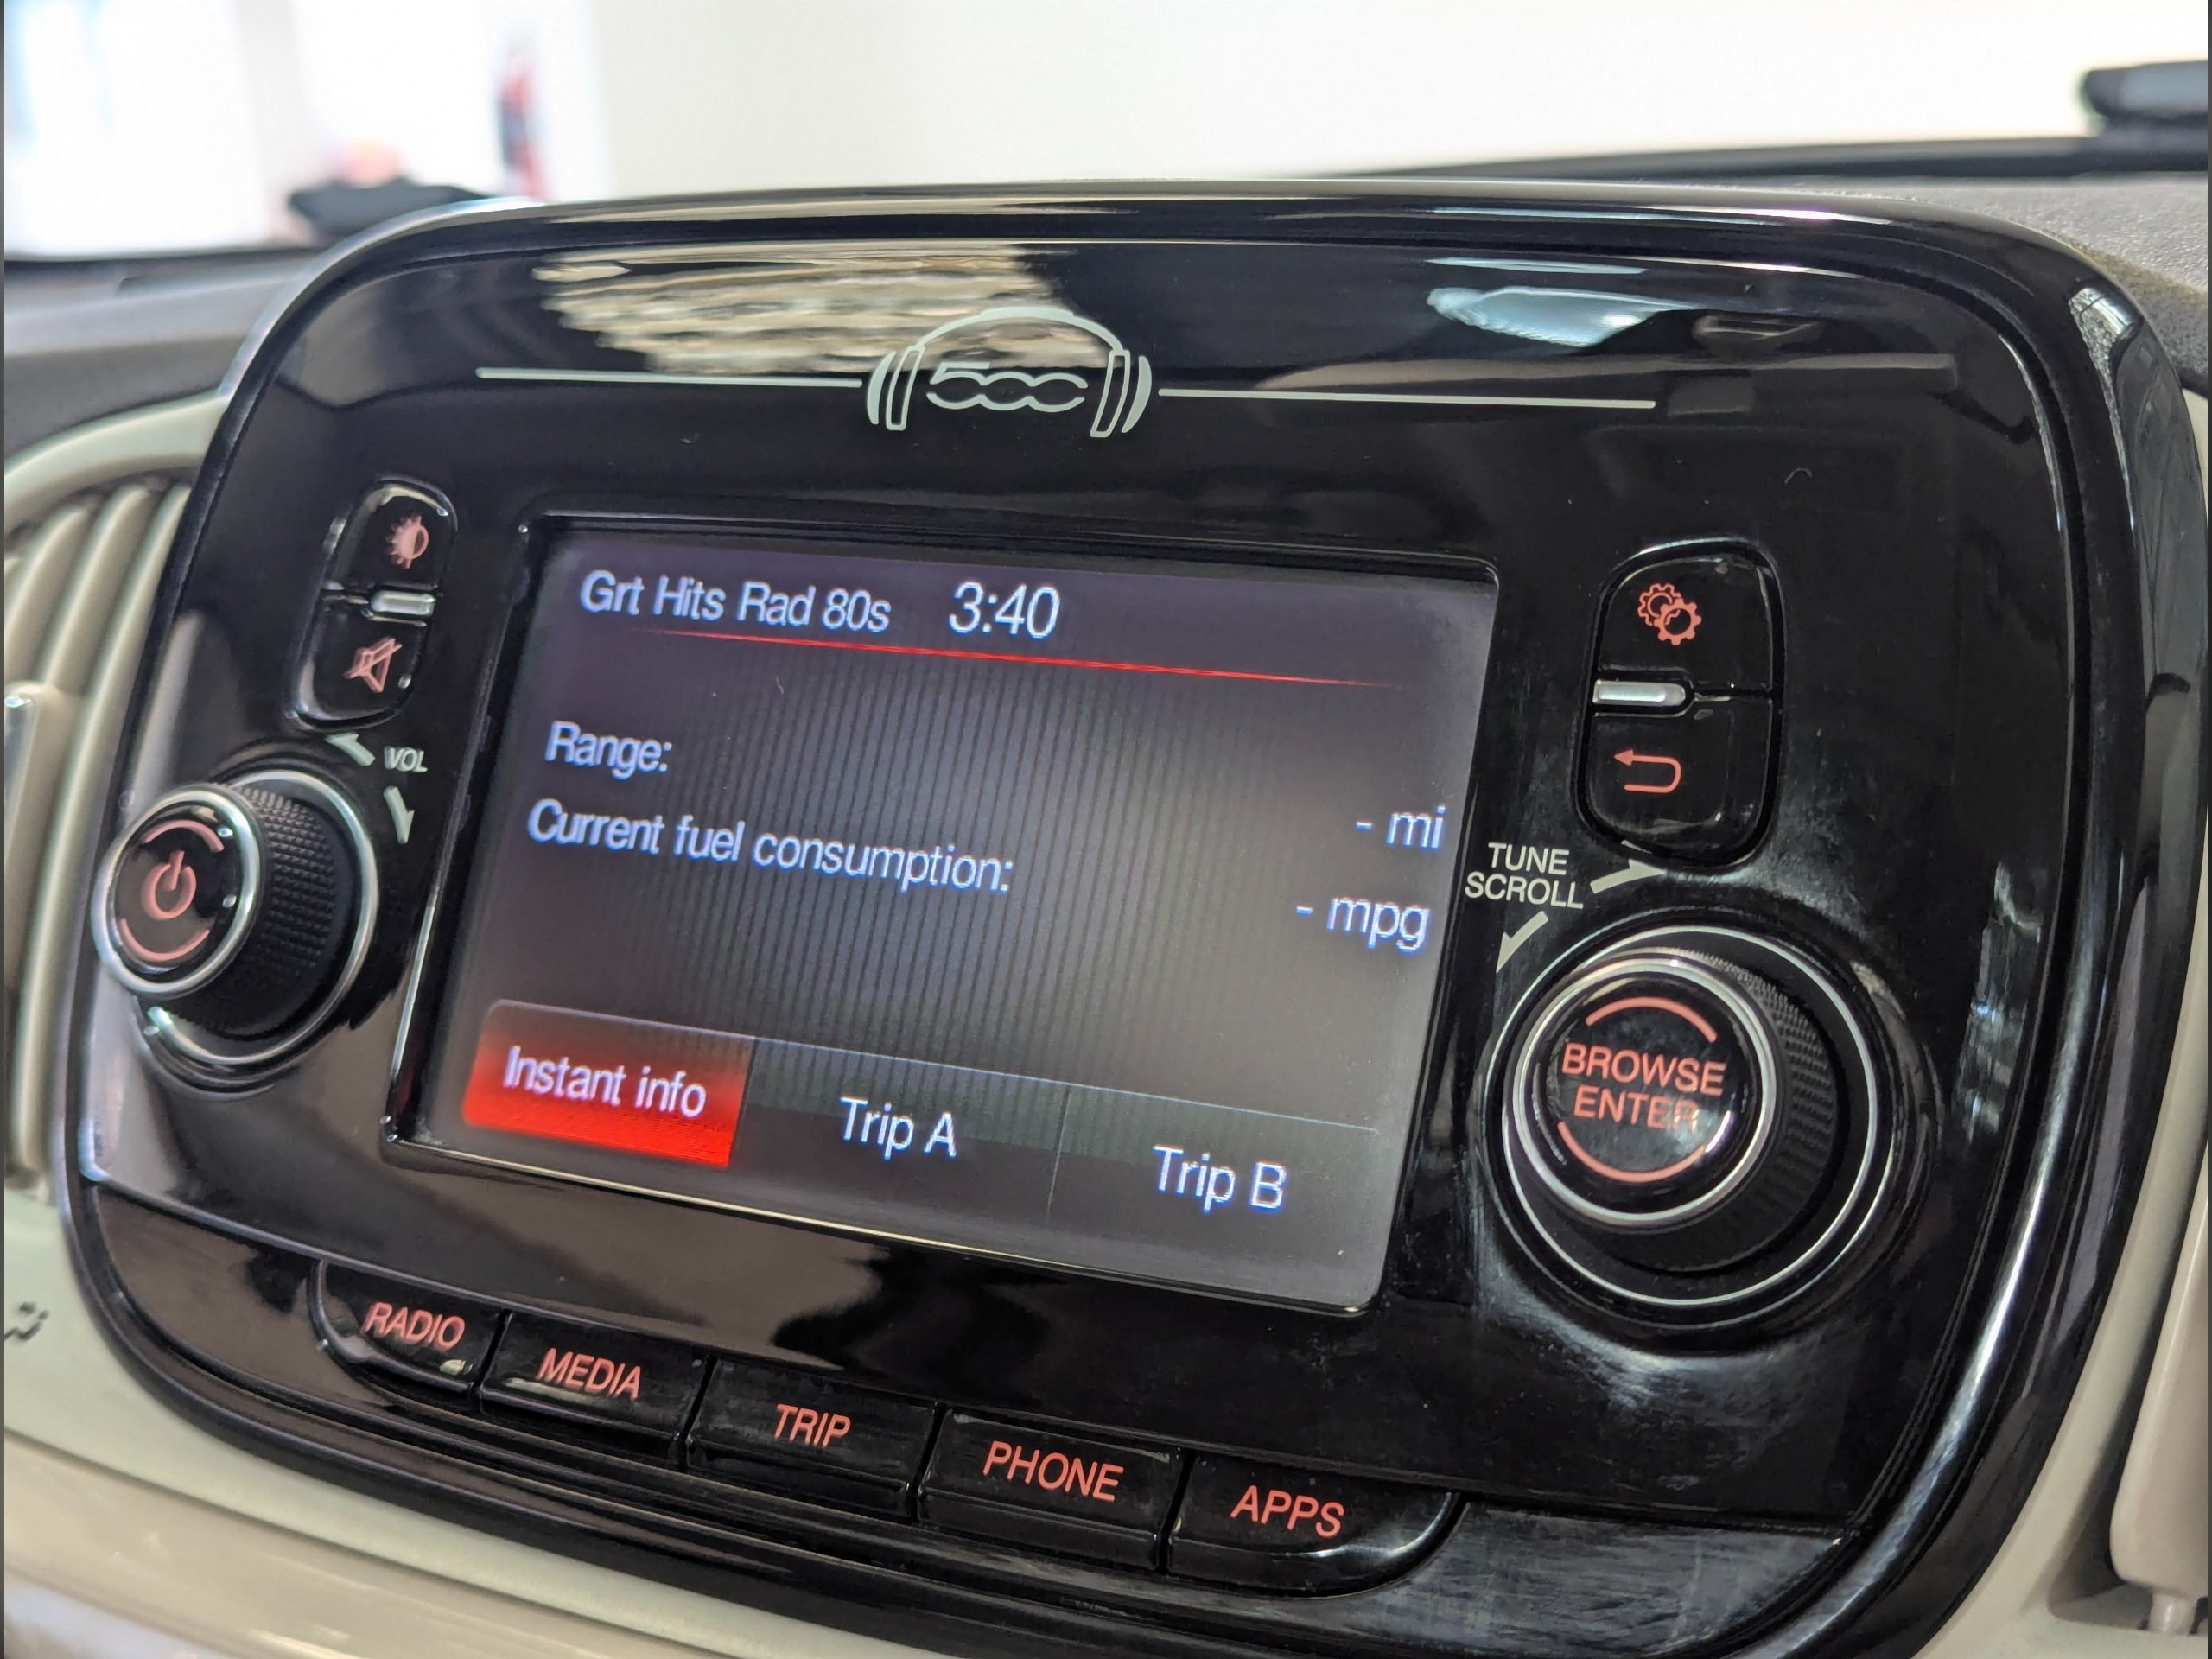 500
Grt Hits Rad 80s 3:40
Range:
- mi
Current fuel consumption:
- mpg
Instant info
Trip A
Trip B
VOL
TUNE
SCROLL
BROWSE
ENTER
RADIO
MEDIA
TRIP
PHONE
APPS